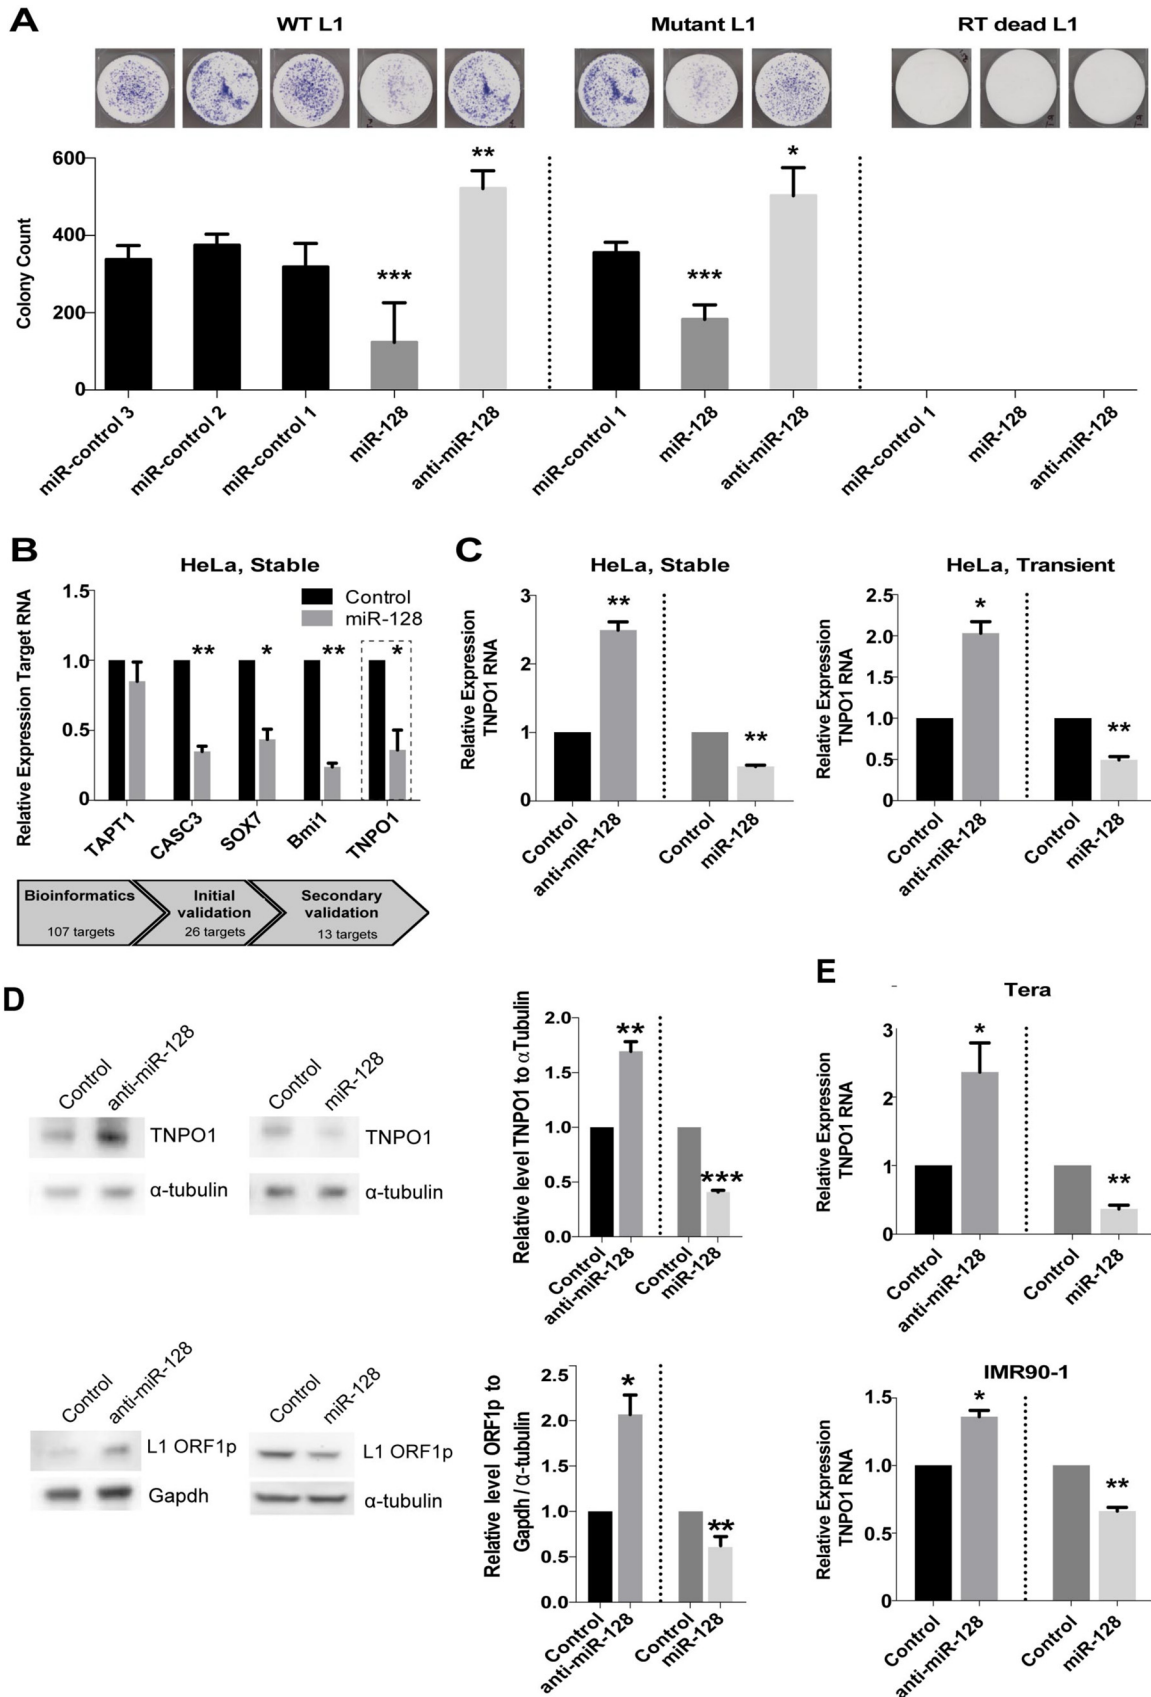 A
WT L1
Mutant L1
RT dead L1
Colony Count
600
400
200
0
***
**
***
*
miR-control 3
miR-control 2
miR-control 1
miR-128
anti-miR-128
miR-control 1
miR-128
anti-miR-128
miR-control 1
miR-128
anti-miR-128
B
HeLa, Stable
Relative Expression Target RNA
1.5
1.0
0.5
0
Control
miR-128
**
*
**
*
TAPT1
CASC3
SOX7
Bmi1
TNPO1
Bioinformatics
107 targets
Initial
validation
26 targets
Secondary
validation
13 targets
C
HeLa, Stable
Relative Expression
TNPO1 RNA
3
2
1
0
**
**
Control
anti-miR-128
Control
miR-128
HeLa, Transient
Relative Expression
TNPO1 RNA
2.5
2.0
1.0
0.5
0
*
**
Control
anti-miR-128
Control
miR-128
D
Control
anti-miR-128
TNPO1
α-tubulin
Control
miR-128
TNPO1
α-tubulin
Relative level TNPO1 to αTubulin
2.0
1.5
1.0
0.5
0.0
**
***
Control
anti-miR-128
Control
miR-128
Control
anti-miR-128
L1 ORF1p
Gapdh
Control
miR-128
L1 ORF1p
α-tubulin
Relative level ORF1p to
Gapdh / α-tubulin
2.5
2.0
1.0
0.5
0.0
*
**
Control
anti-miR-128
Control
miR-128
E
Tera
Relative Expression
TNPO1 RNA
3
2
1
0
*
**
Control
anti-miR-128
Control
miR-128
IMR90-1
Relative Expression
TNPO1 RNA
1.5
1.0
0.5
0
*
**
Control
anti-miR-128
Control
miR-128